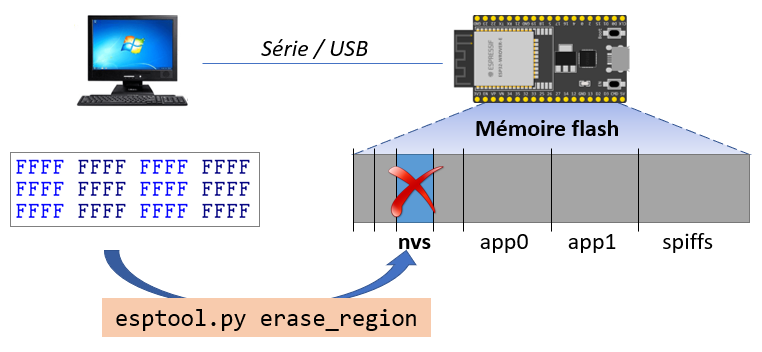 Série / USB
ESPRESSIF
Mémoire flash
FFFF FFFF FFFF FFFF
FFFF FFFF FFFF FFFF
FFFF FFFF FFFF FFFF
nvs app0 app1 spiffs
esptool.py erase_region